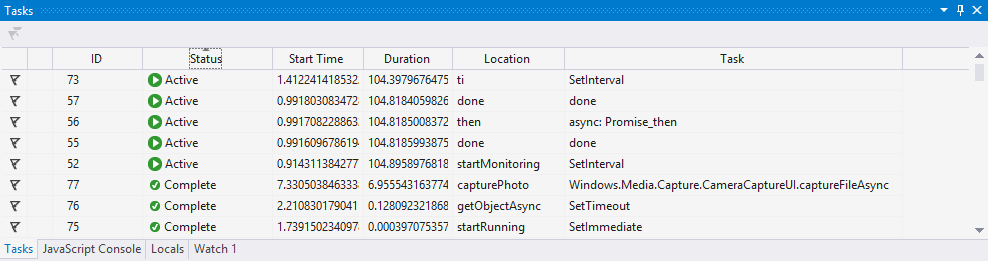 Tasks
ID Status Start Time Duration Location Task
73 Active 1.412241418532 104.3979676475 ti SetInterval
57 Active 0.991803083472 104.8184059826 done done
56 Active 0.991708228863 104.8185008372 then async: Promise_then
55 Active 0.991609678619 104.8185993875 done done
52 Active 0.914311384277 104.8958976818 startMonitoring SetInterval
77 Complete 7.330503846333 6.955543163774 capturePhoto Windows.Media.Capture.CameraCaptureUI.captureFileAsync
76 Complete 2.210830179041 0.128092321868 getObjectAsync SetTimeout
75 Complete 1.739150234097 0.000397075357 startRunning SetImmediate
Tasks JavaScript Console Locals Watch 1